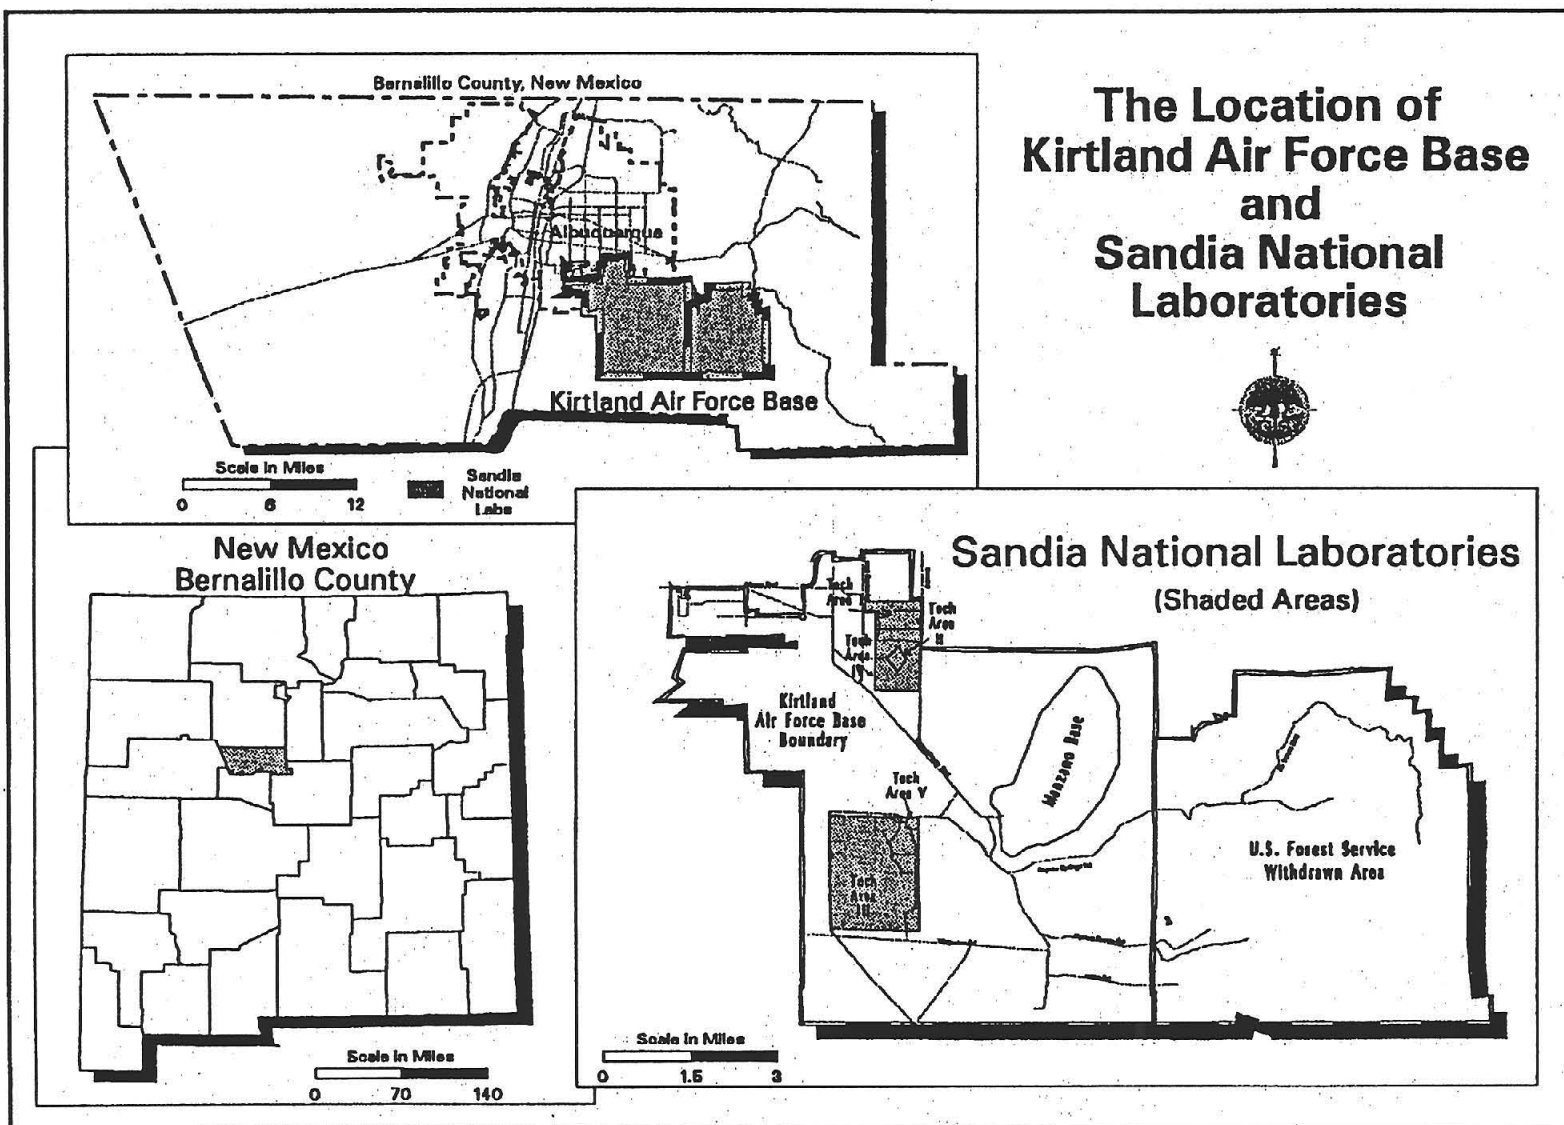 The Location of
Kirtland Air Force Base
and
Sandia National
Laboratories
Bernalillo County, New Mexico
Albuquerque
Kirtland Air Force Base
Scale in Miles
0 6 12
Sandia
National
Labs
New Mexico
Bernalillo County
Scale in Miles
0 70 140
Sandia National Laboratories
(Shaded Areas)
Tech
Area
Tech
Area
II
Tech
Area
IV
Kirtland
Air Force Base
Boundary
Manzano Base
Tech
Area V
Tech
Area
III
U.S. Forest Service
Withdrawn Area
Scale in Miles
0 1.5 3